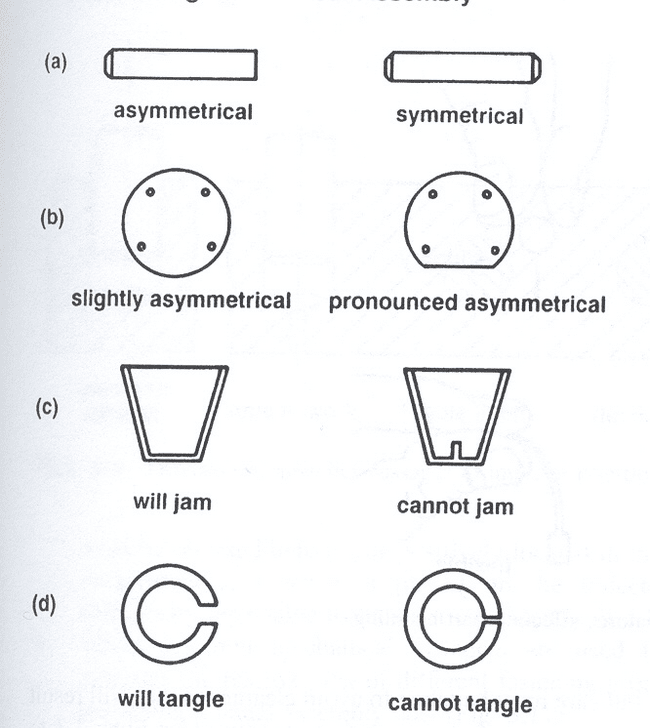 (a)
asymmetrical symmetrical
(b)
slightly asymmetrical pronounced asymmetrical
(c)
will jam cannot jam
(d)
will tangle cannot tangle